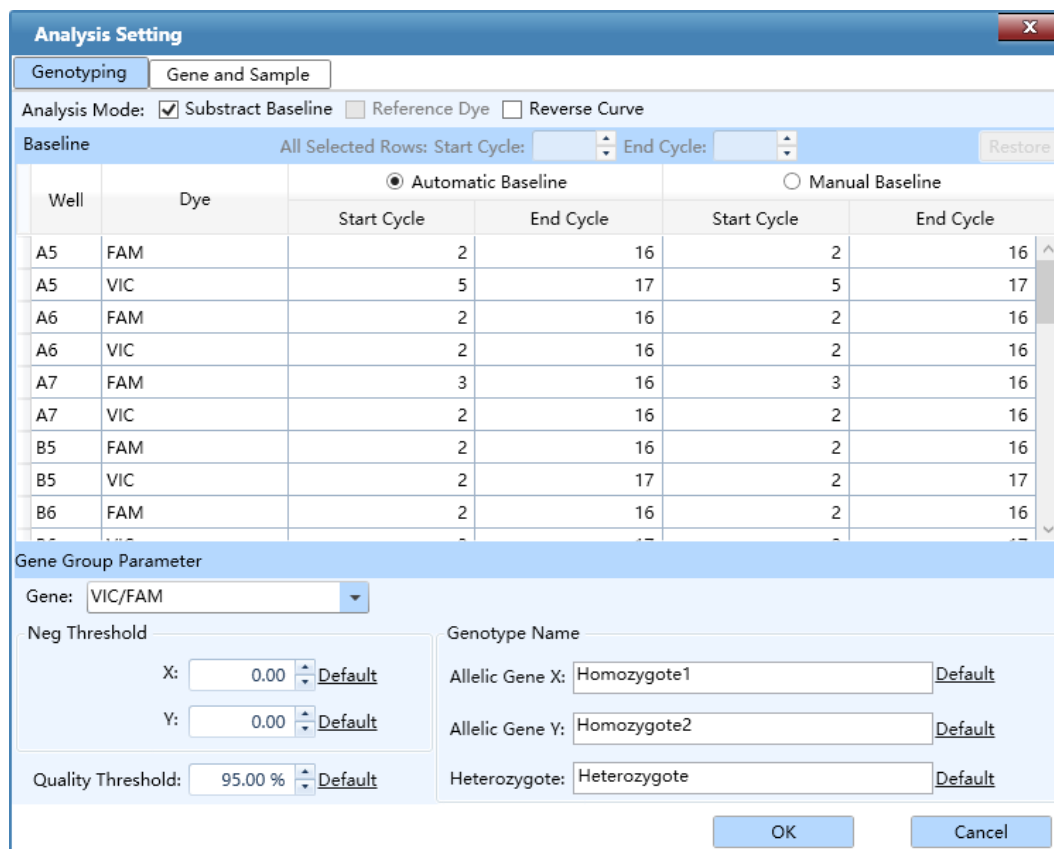 Analysis Setting
x
Genotyping Gene and Sample
Analysis Mode: Substract Baseline Reference Dye Reverse Curve
Baseline All Selected Rows: Start Cycle: End Cycle: Restore
Well Dye Automatic Baseline Manual Baseline
Start Cycle End Cycle Start Cycle End Cycle
A5 FAM 2 16 2 16
A5 VIC 5 17 5 17
A6 FAM 2 16 2 16
A6 VIC 2 16 2 16
A7 FAM 3 16 3 16
A7 VIC 2 16 2 16
B5 FAM 2 16 2 16
B5 VIC 2 17 2 17
B6 FAM 2 16 2 16
Gene Group Parameter
Gene: VIC/FAM
Neg Threshold Genotype Name
X: 0.00 Default Allelic Gene X: Homozygote1 Default
Y: 0.00 Default Allelic Gene Y: Homozygote2 Default
Quality Threshold: 95.00 % Default Heterozygote: Heterozygote Default
OK Cancel